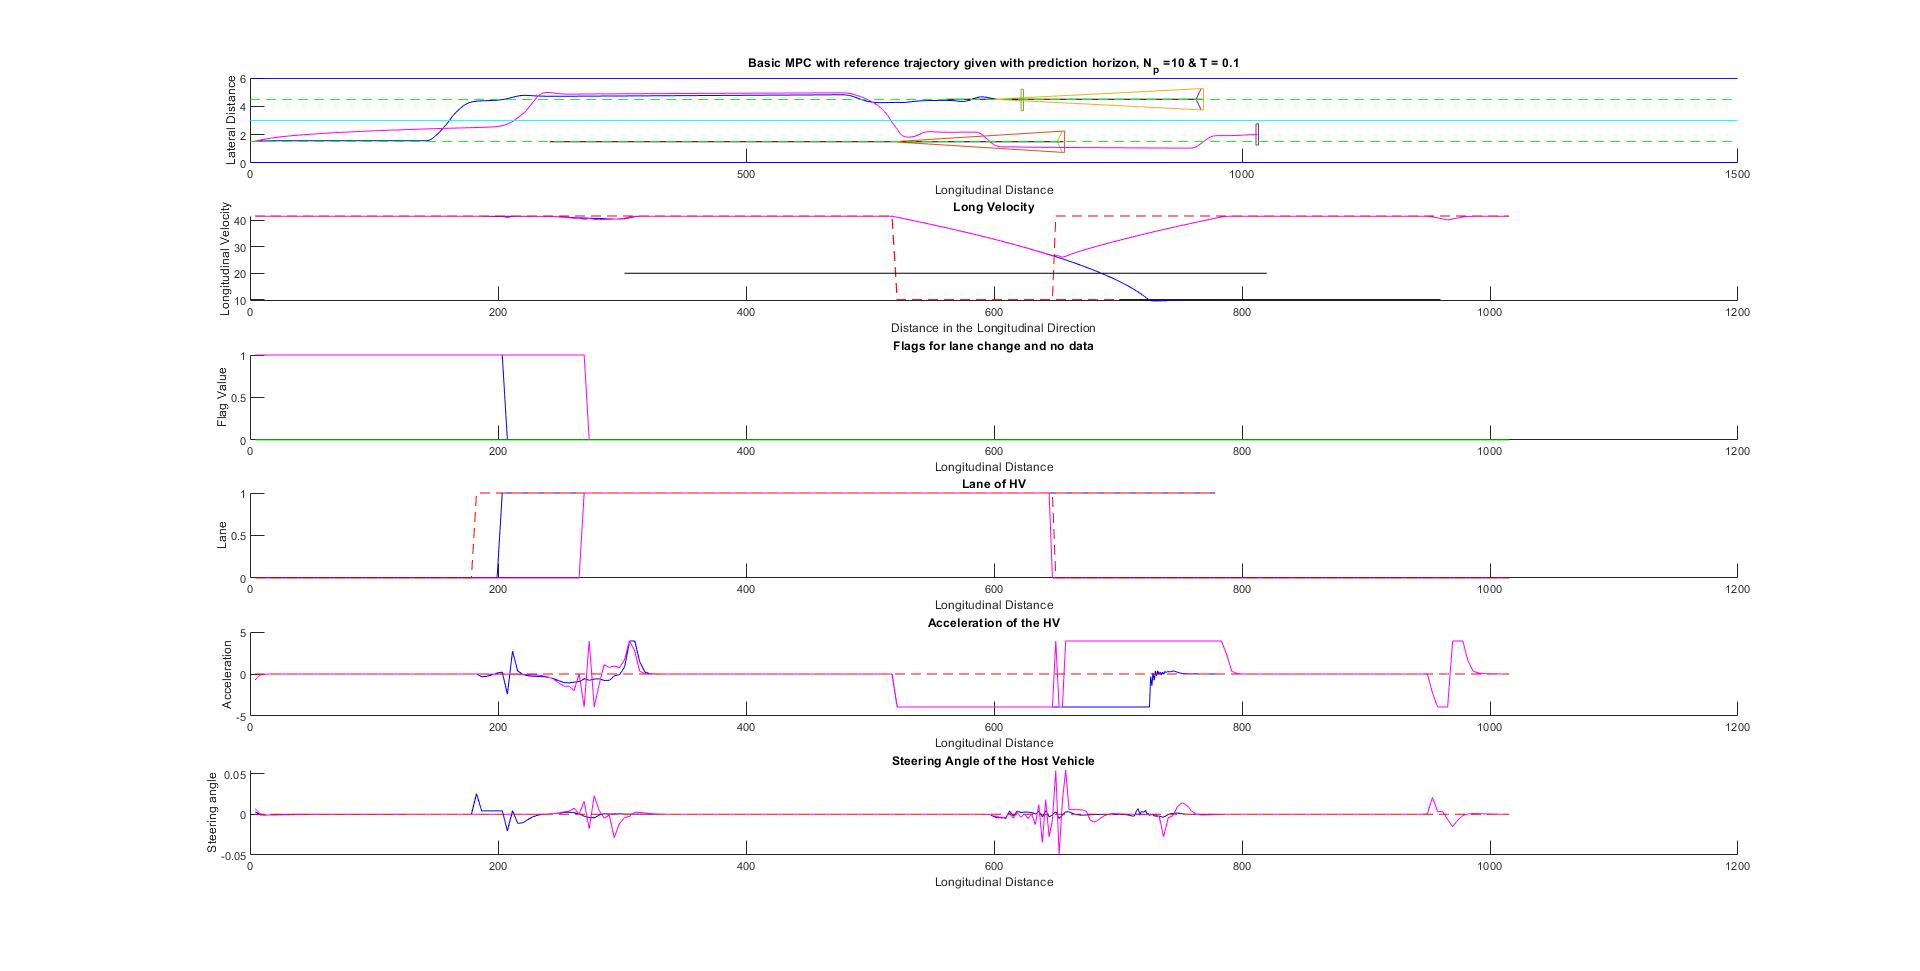 Basic MPC with reference trajectory given with prediction horizon, Np =10 & T = 0.1
Lateral Distance
6
4
2
0
0 500 1000 1500
Longitudinal Distance
Long Velocity
Longitudinal Velocity
40
30
20
10
0 200 400 600 800 1000 1200
Distance in the Longitudinal Direction
Flags for lane change and no data
Flag Value
1
0.5
0
0 200 400 600 800 1000 1200
Longitudinal Distance
Lane of HV
Lane
1
0.5
0
0 200 400 600 800 1000 1200
Longitudinal Distance
Acceleration of the HV
Acceleration
5
0
-5
0 200 400 600 800 1000 1200
Longitudinal Distance
Steering Angle of the Host Vehicle
Steering angle
0.05
0
-0.05
0 200 400 600 800 1000 1200
Longitudinal Distance